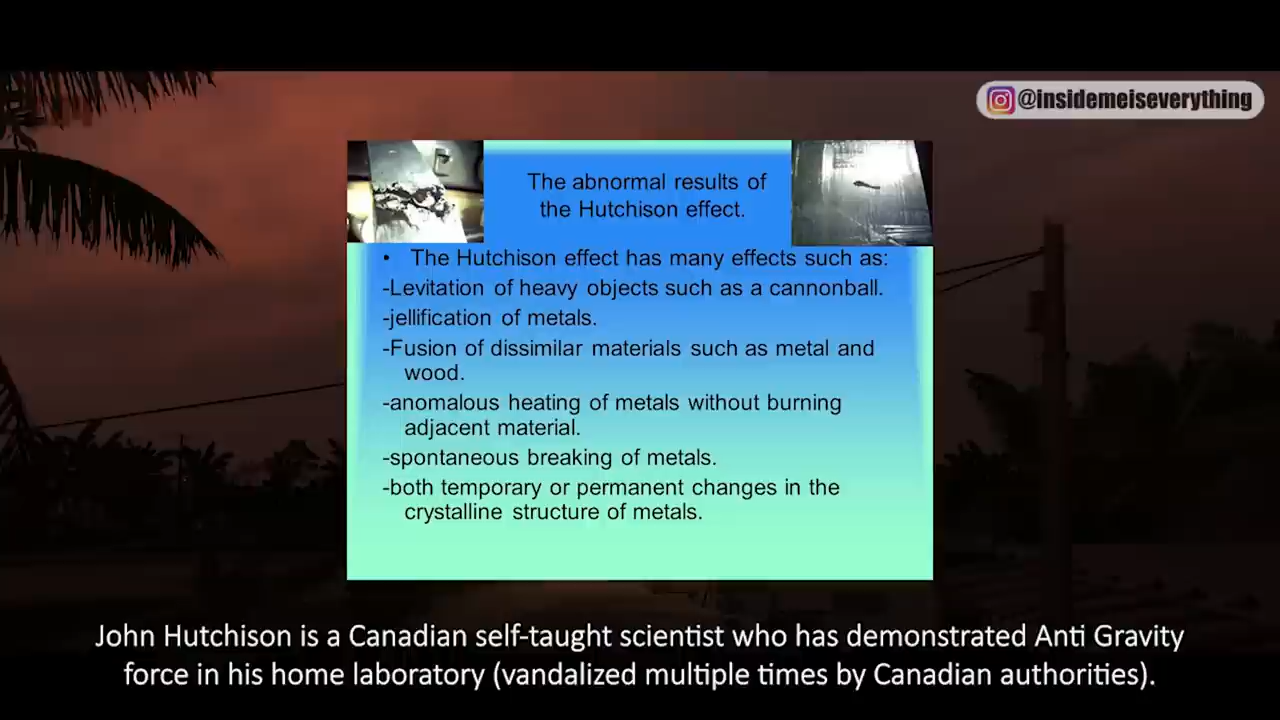 @insidemeiseverything
The abnormal results of
the Hutchison effect.
• The Hutchison effect has many effects such as:
-Levitation of heavy objects such as a cannonball.
-jellification of metals.
-Fusion of dissimilar materials such as metal and
wood.
-anomalous heating of metals without burning
adjacent material.
-spontaneous breaking of metals.
-both temporary or permanent changes in the
crystalline structure of metals.
John Hutchison is a Canadian self-taught scientist who has demonstrated Anti Gravity
force in his home laboratory (vandalized multiple times by Canadian authorities).